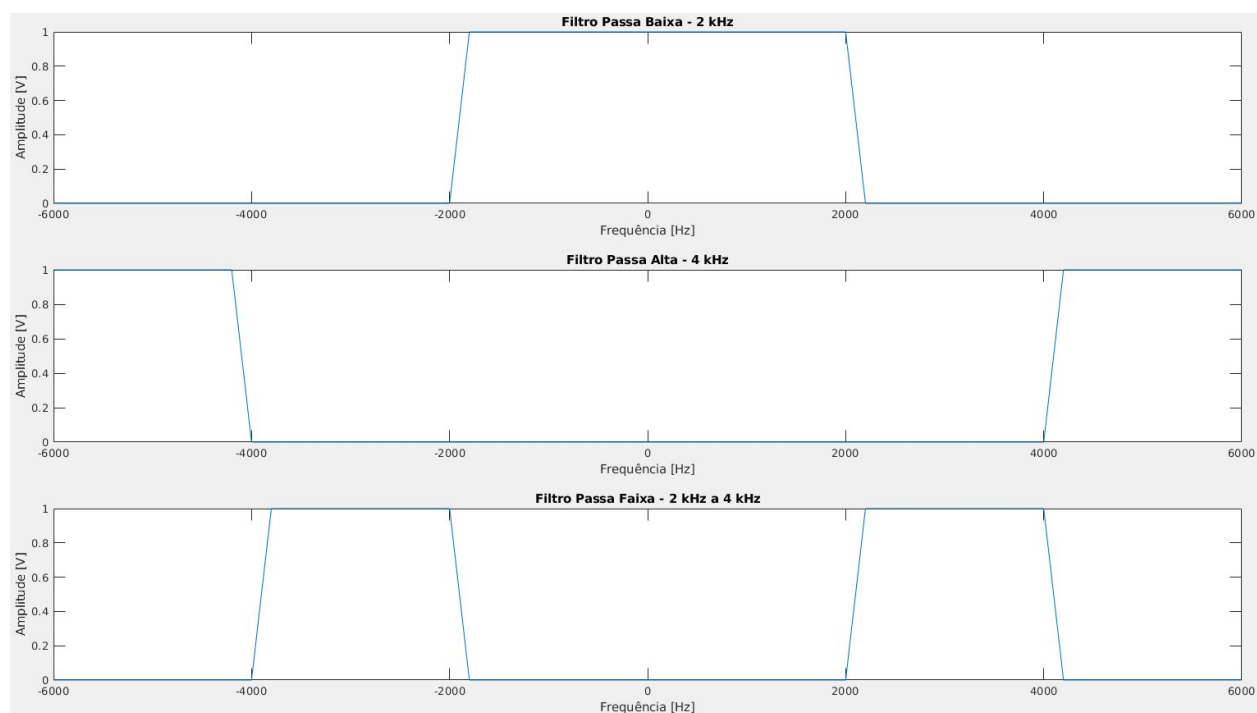 Filtro Passa Baixa - 2 kHz
Amplitude [V]
1
0.8
0.6
0.4
0.2
0
-6000 -4000 -2000 0 2000 4000 6000
Frequência [Hz]
Filtro Passa Alta - 4 kHz
Amplitude [V]
1
0.8
0.6
0.4
0.2
0
-6000 -4000 -2000 0 2000 4000 6000
Frequência [Hz]
Filtro Passa Faixa - 2 kHz a 4 kHz
Amplitude [V]
1
0.8
0.6
0.4
0.2
0
-6000 -4000 -2000 0 2000 4000 6000
Frequência [Hz]